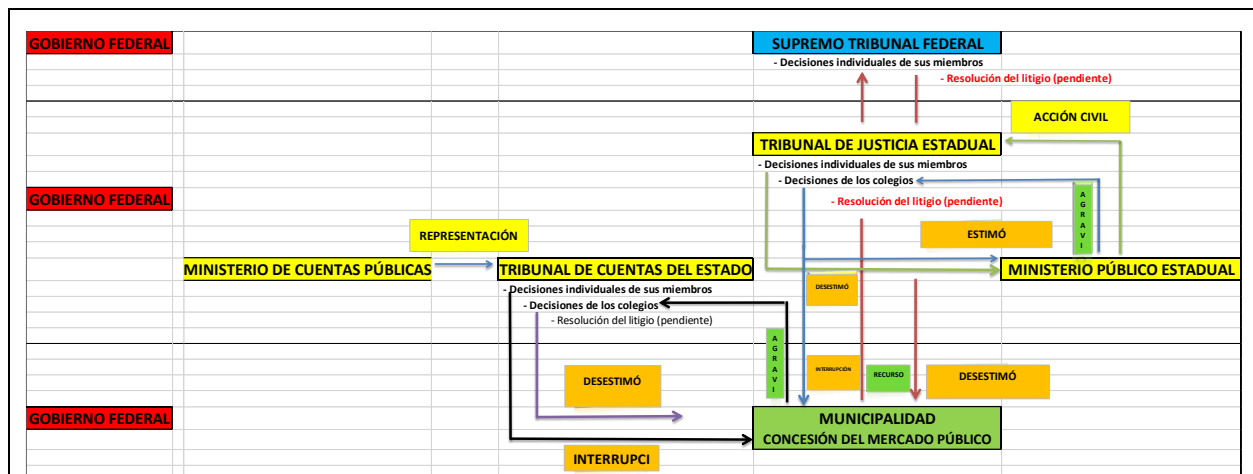 GOBIERNO FEDERAL
SUPREMO TRIBUNAL FEDERAL
- Decisiones individuales de sus miembros
- Resolución del litigio (pendiente)
ACCIÓN CIVIL
TRIBUNAL DE JUSTICIA ESTADUAL
- Decisiones individuales de sus miembros
- Decisiones de los colegios
GOBIERNO FEDERAL
- Resolución del litigio (pendiente)
AGRAVI
REPRESENTACIÓN
ESTIMÓ
MINISTERIO DE CUENTAS PÚBLICAS
TRIBUNAL DE CUENTAS DEL ESTADO
MINISTERIO PÚBLICO ESTADUAL
- Decisiones individuales de sus miembros
DESESTIMÓ
- Decisiones de los colegios
- Resolución del litigio (pendiente)
AGRAVI
DESESTIMÓ
INTERRUPCIÓN
RECURSO
DESESTIMÓ
GOBIERNO FEDERAL
MUNICIPALIDAD
CONCESIÓN DEL MERCADO PÚBLICO
INTERRUPCI